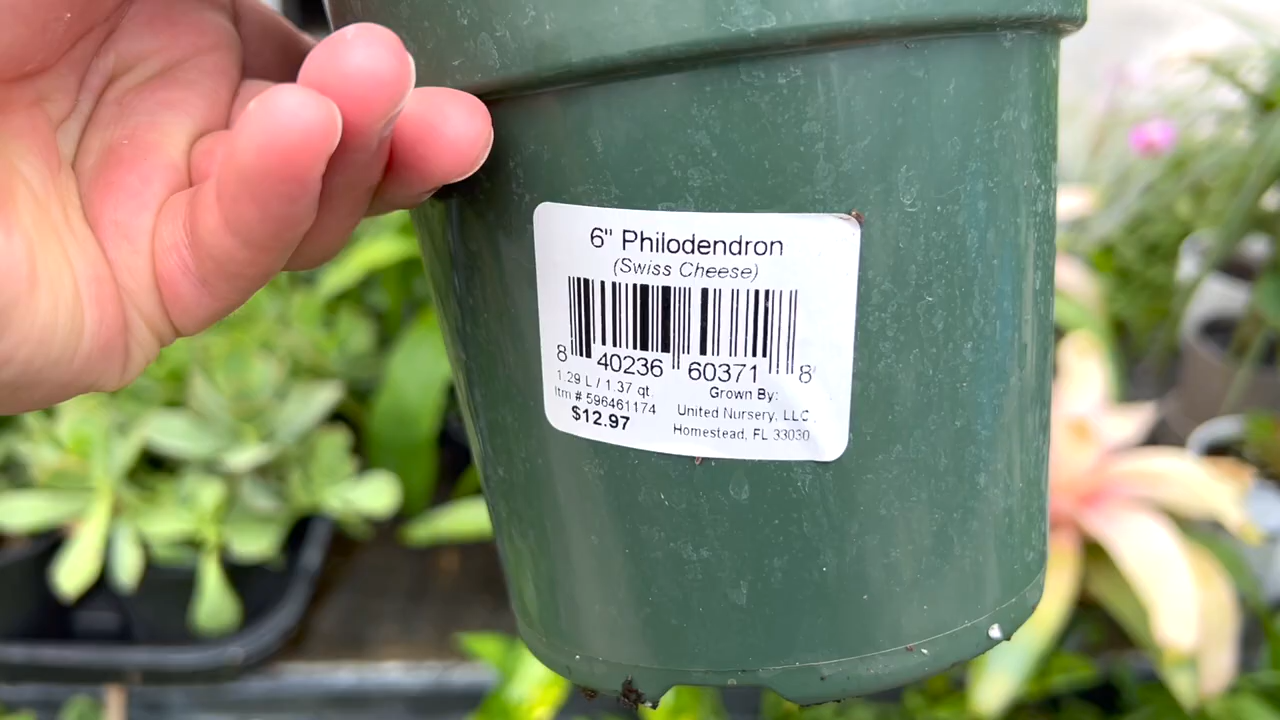 6" Philodendron
(Swiss Cheese)
8 40236 60371 8
1.29 L / 1.37 qt.
Itm # 596461174
$12.97
Grown By:
United Nursery, LLC
Homestead, FL 33030